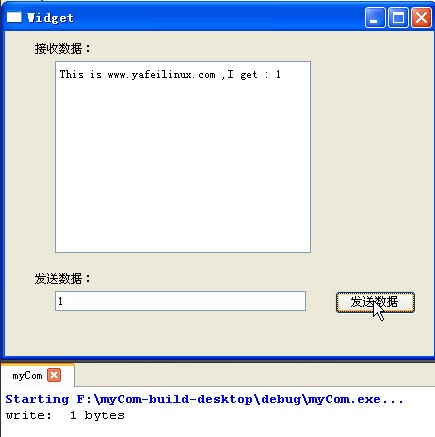 Widget
接收数据：
This is www.yafeilinux.com ,I get : 1
发送数据：
1
发送数据
myCom
Starting F:\myCom-build-desktop\debug\myCom.exe...
write:  1 bytes